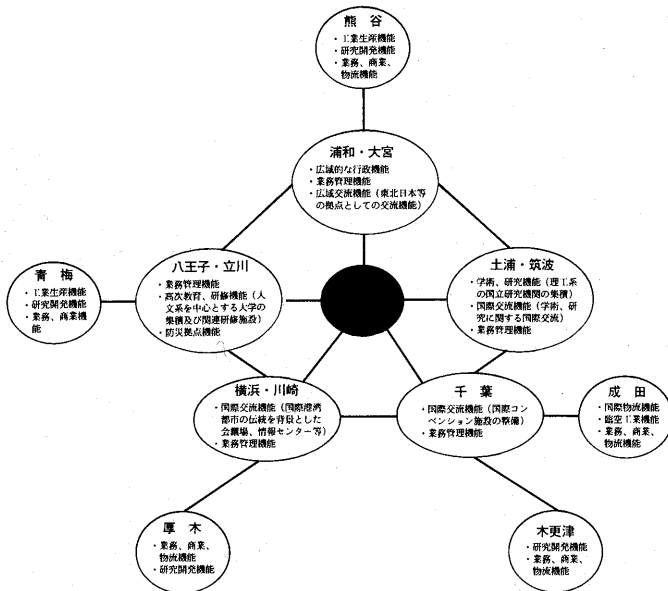 熊　谷
・工業生産機能
・研究開発機能
・業務、商業、
物流機能
浦和・大宮
・広域的な行政機能
・業務管理機能
・広域交流機能（東北日本等
の拠点としての交流機能）
八王子・立川
・業務管理機能
・高次教育、研修機能（人
文系を中心とする大学の
集積及び関連研修施設）
・防災拠点機能
土浦・筑波
・学術、研究機能（理工系
の国立研究機関の集積）
・国際交流機能（学術、研
究に関する国際交流）
・業務管理機能
青　梅
・工業生産機能
・研究開発機能
・業務、商業機
能
横浜・川崎
・国際交流機能（国際港湾
都市の伝統を背景とした
会議場、情報センター等）
・業務管理機能
千　葉
・国際交流機能（国際コン
ベンション施設の整備）
・業務管理機能
成　田
・国際物流機能
・臨空工業機能
・業務、商業、
物流機能
厚　木
・業務、商業、
物流機能
・研究開発機能
木更津
・研究開発機能
・業務、商業、
物流機能